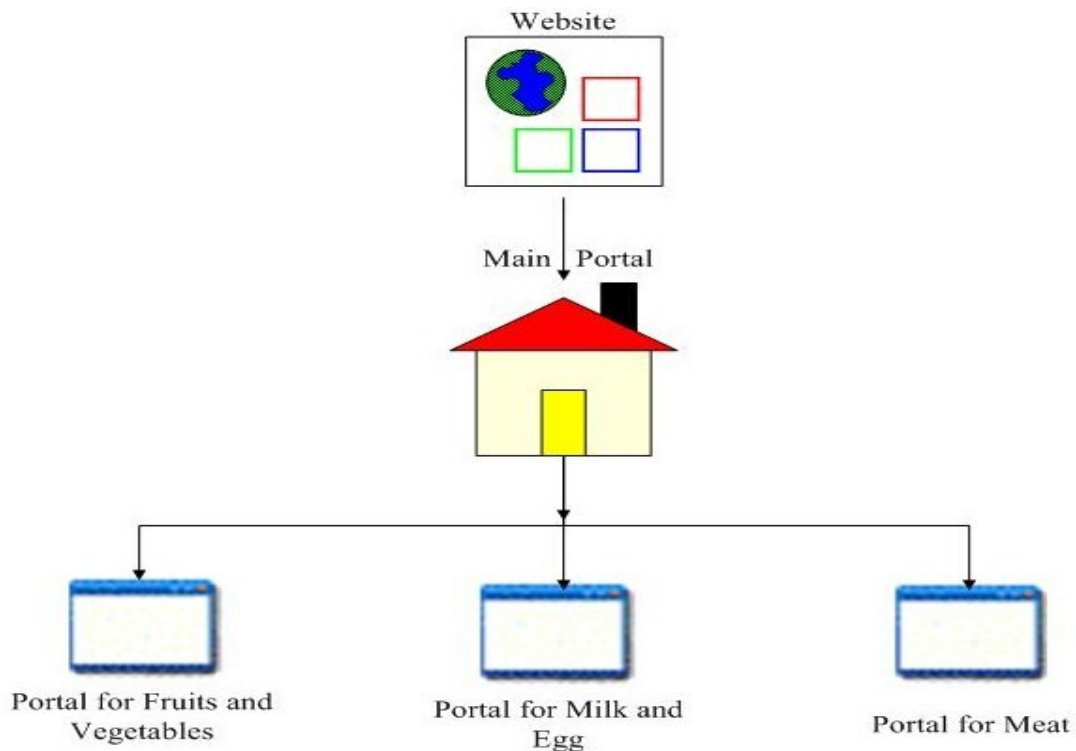 Website
Main Portal
Portal for Fruits and
Vegetables
Portal for Milk and
Egg
Portal for Meat